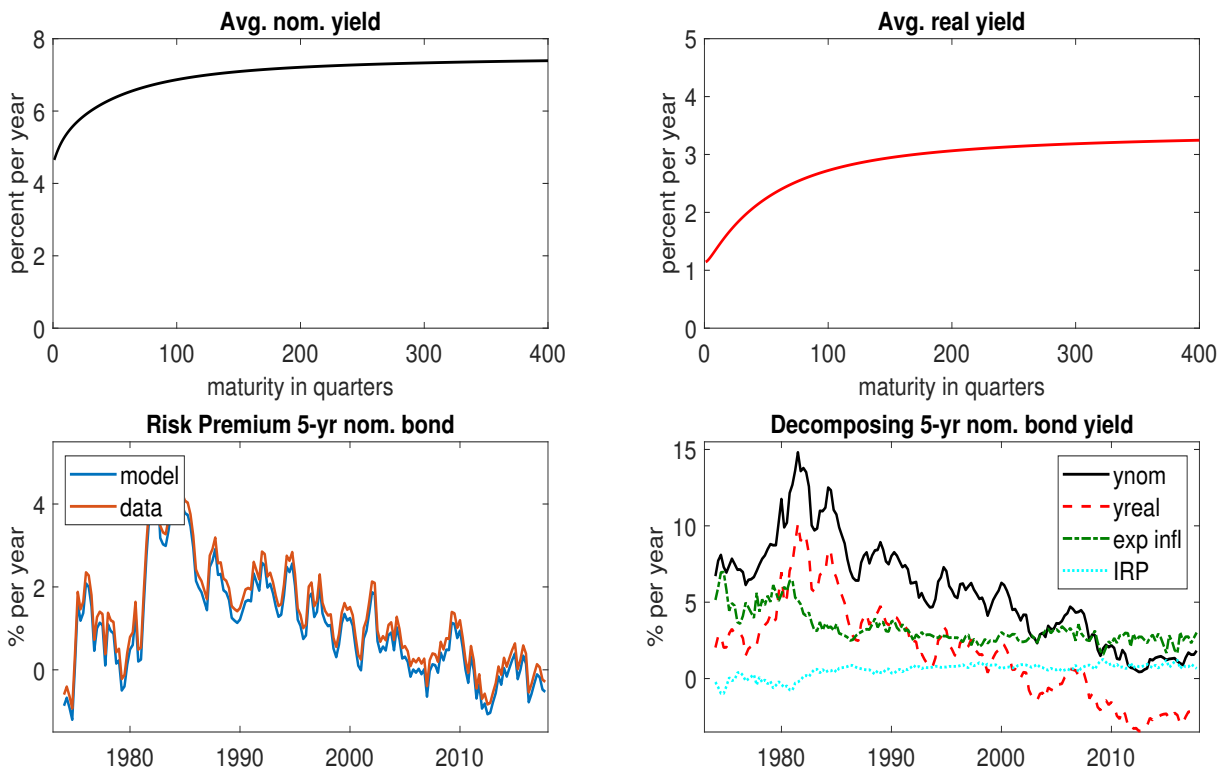 Avg. nom. yield
percent per year
8
6
4
2
0
0 100 200 300 400
maturity in quarters
Avg. real yield
percent per year
5
4
3
2
1
0
0 100 200 300 400
maturity in quarters
Risk Premium 5-yr nom. bond
% per year
4
2
0
model
data
1980 1990 2000 2010
Decomposing 5-yr nom. bond yield
% per year
15
10
5
0
ynom
yreal
exp infl
IRP
1980 1990 2000 2010